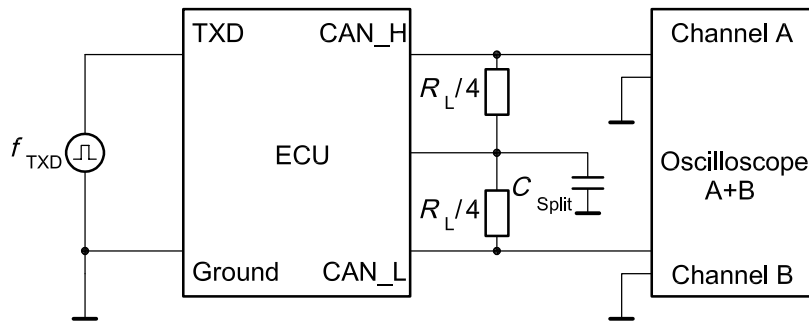 TXD CAN_H Channel A
R L /4
f TXD ECU Oscilloscope
A+B
R L /4 C Split
Ground CAN_L Channel B